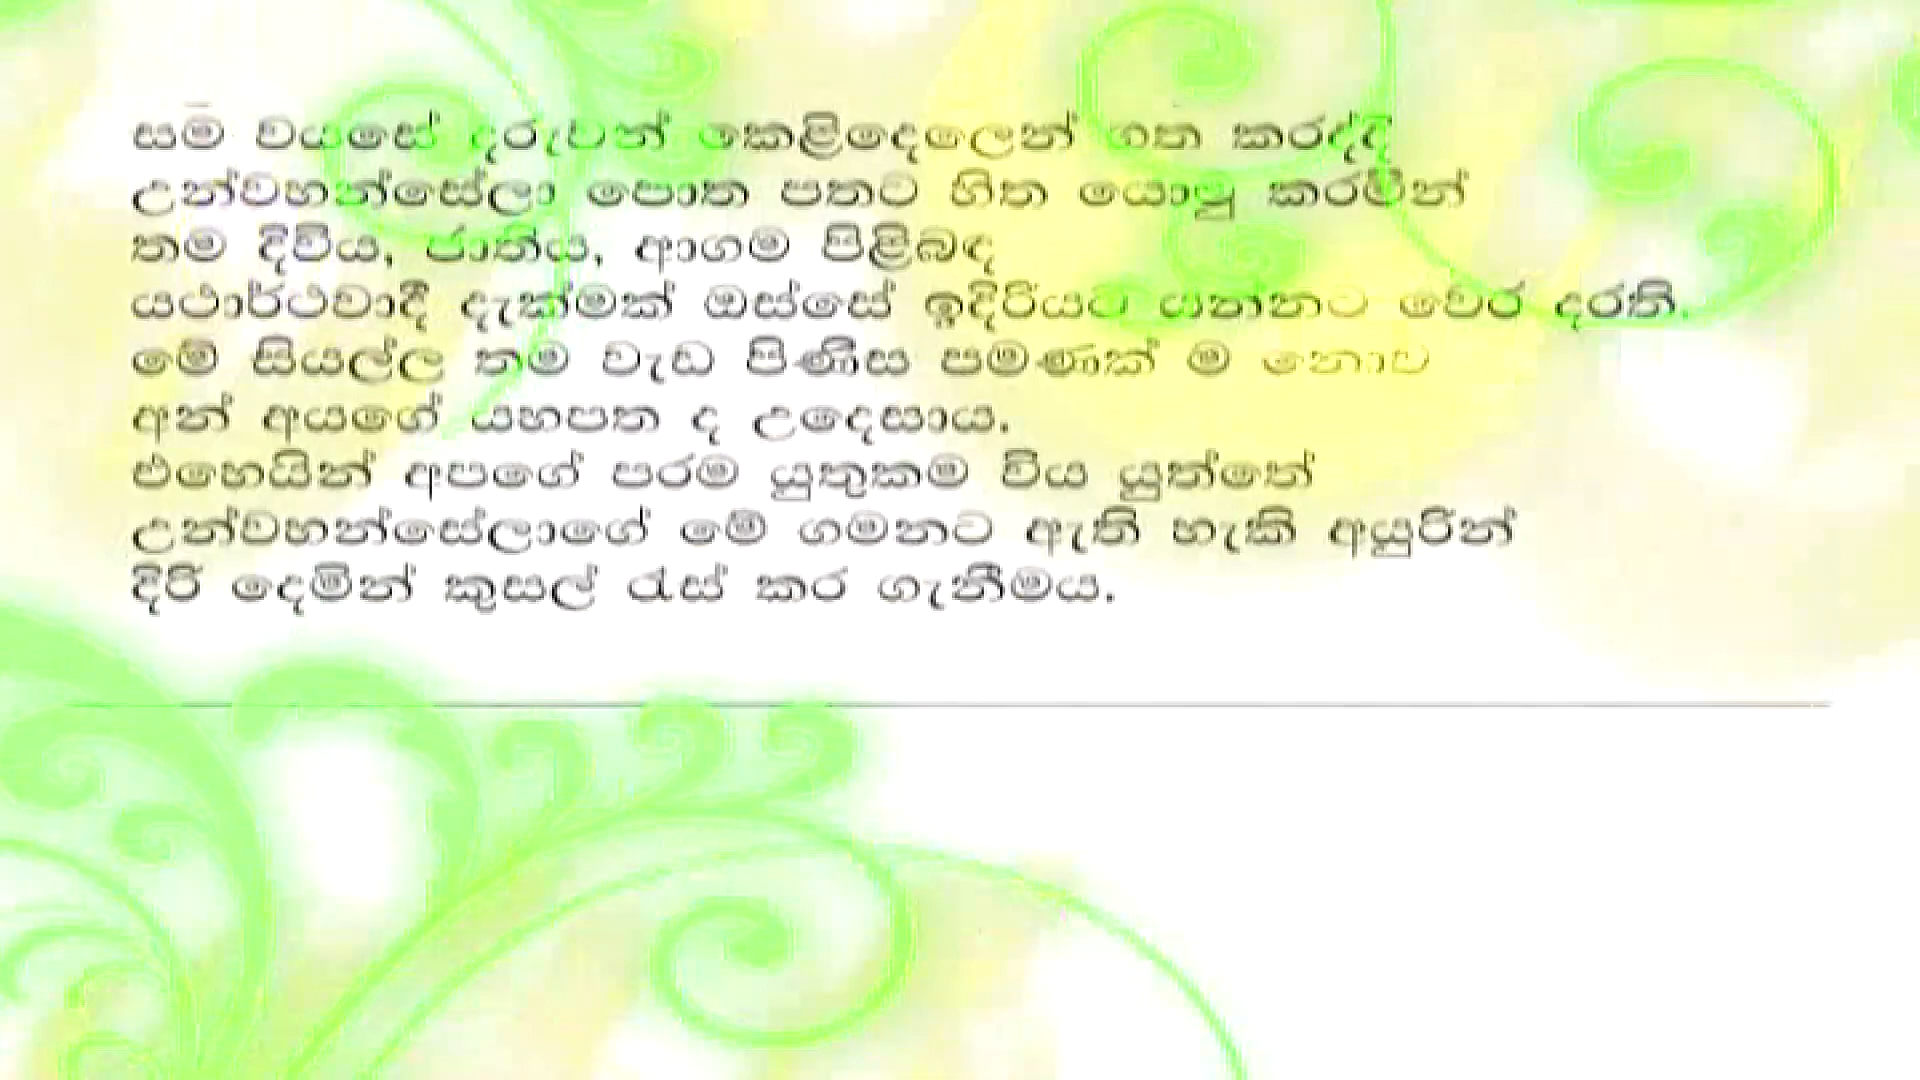 සම වයසේ දරුවන් කෙළිදෙලෙන් ගත කරද්දී
උන්වහන්සේලා පොත පතට හිත යොමු කරමින්
තම දිවිය, ජාතිය, ආගම පිළිබඳ
යථාර්ථවාදී දැක්මක් ඔස්සේ ඉදිරියට යන්නට වෙර දරති.
මේ සියල්ල තම වැඩ පිණිස පමණක් ම නොව
අන් අයගේ යහපත ද උදෙසාය.
එහෙයින් අපගේ පරම යුතුකම විය යුත්තේ
උන්වහන්සේලාගේ මේ ගමනට ඇති හැකි අයුරින්
දිරි දෙමින් කුසල් රැස් කර ගැනීමය.